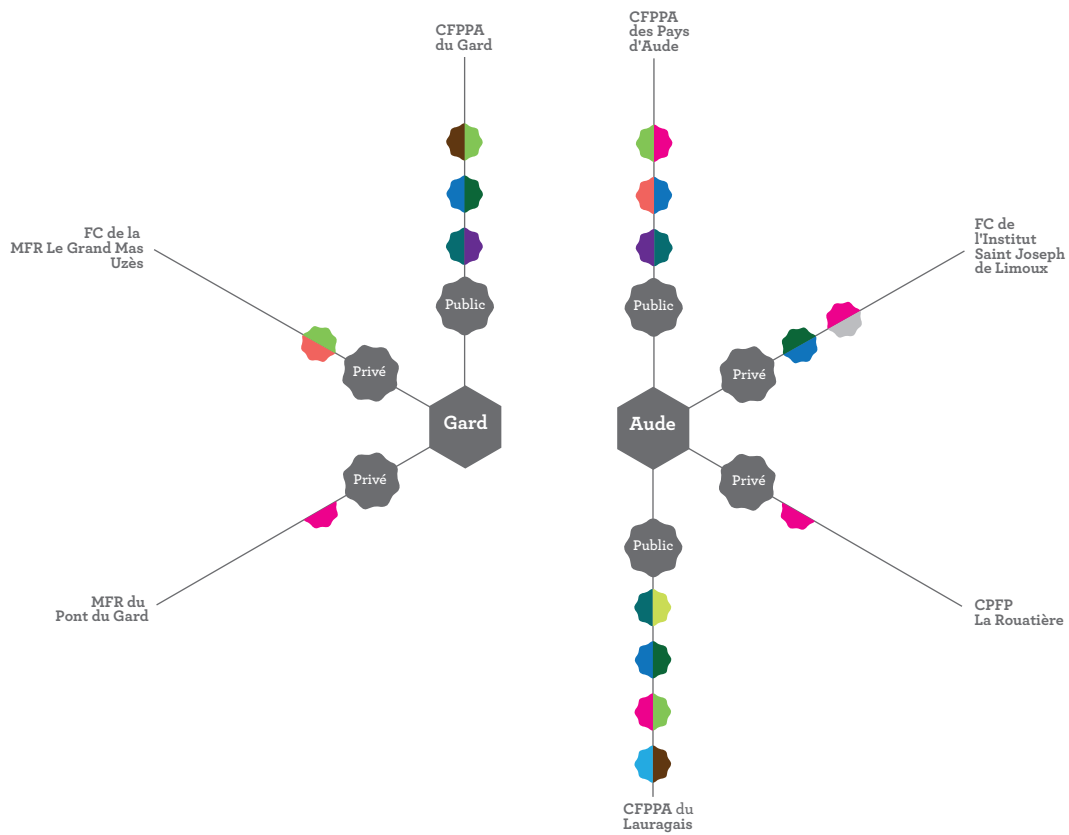 CFPPA
du Gard
CFPPA
des Pays
d'Aude
FC de la
MFR Le Grand Mas
Uzès
FC de
l'Institut
Saint Joseph
de Limoux
Public
Public
Privé
Privé
Gard
Aude
Privé
Privé
Public
MFR du
Pont du Gard
CPFP
La Rouatière
CFPPA du
Lauragais